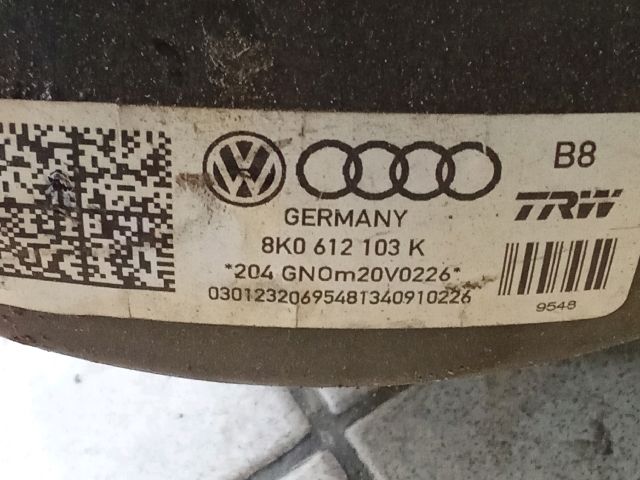 B8
TRW
GERMANY
8K0 612 103 K
*204 GN0m20V0226*
03012320695481340910226
9548